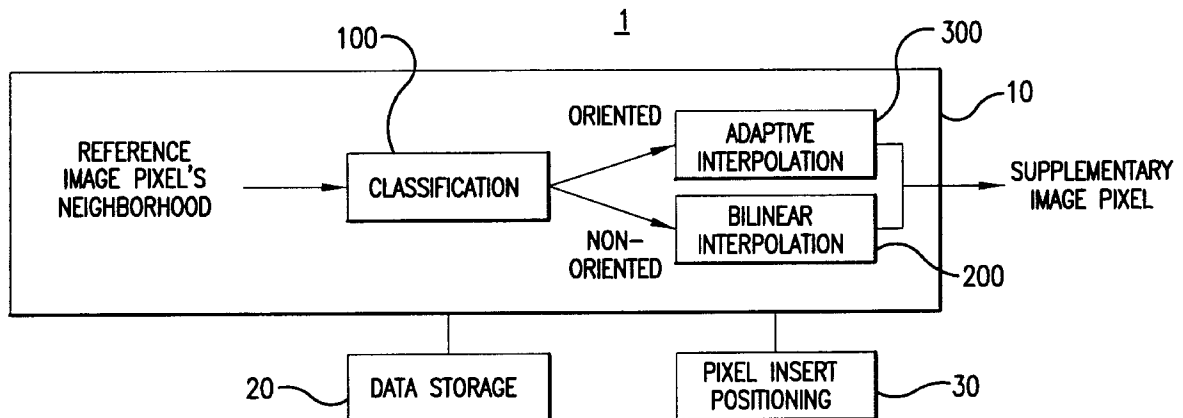 1
100
300
10
ORIENTED
ADAPTIVE
INTERPOLATION
REFERENCE
IMAGE PIXEL'S
NEIGHBORHOOD
CLASSIFICATION
SUPPLEMENTARY
IMAGE PIXEL
BILINEAR
INTERPOLATION
NON-
ORIENTED
200
20
DATA STORAGE
PIXEL INSERT
POSITIONING
30